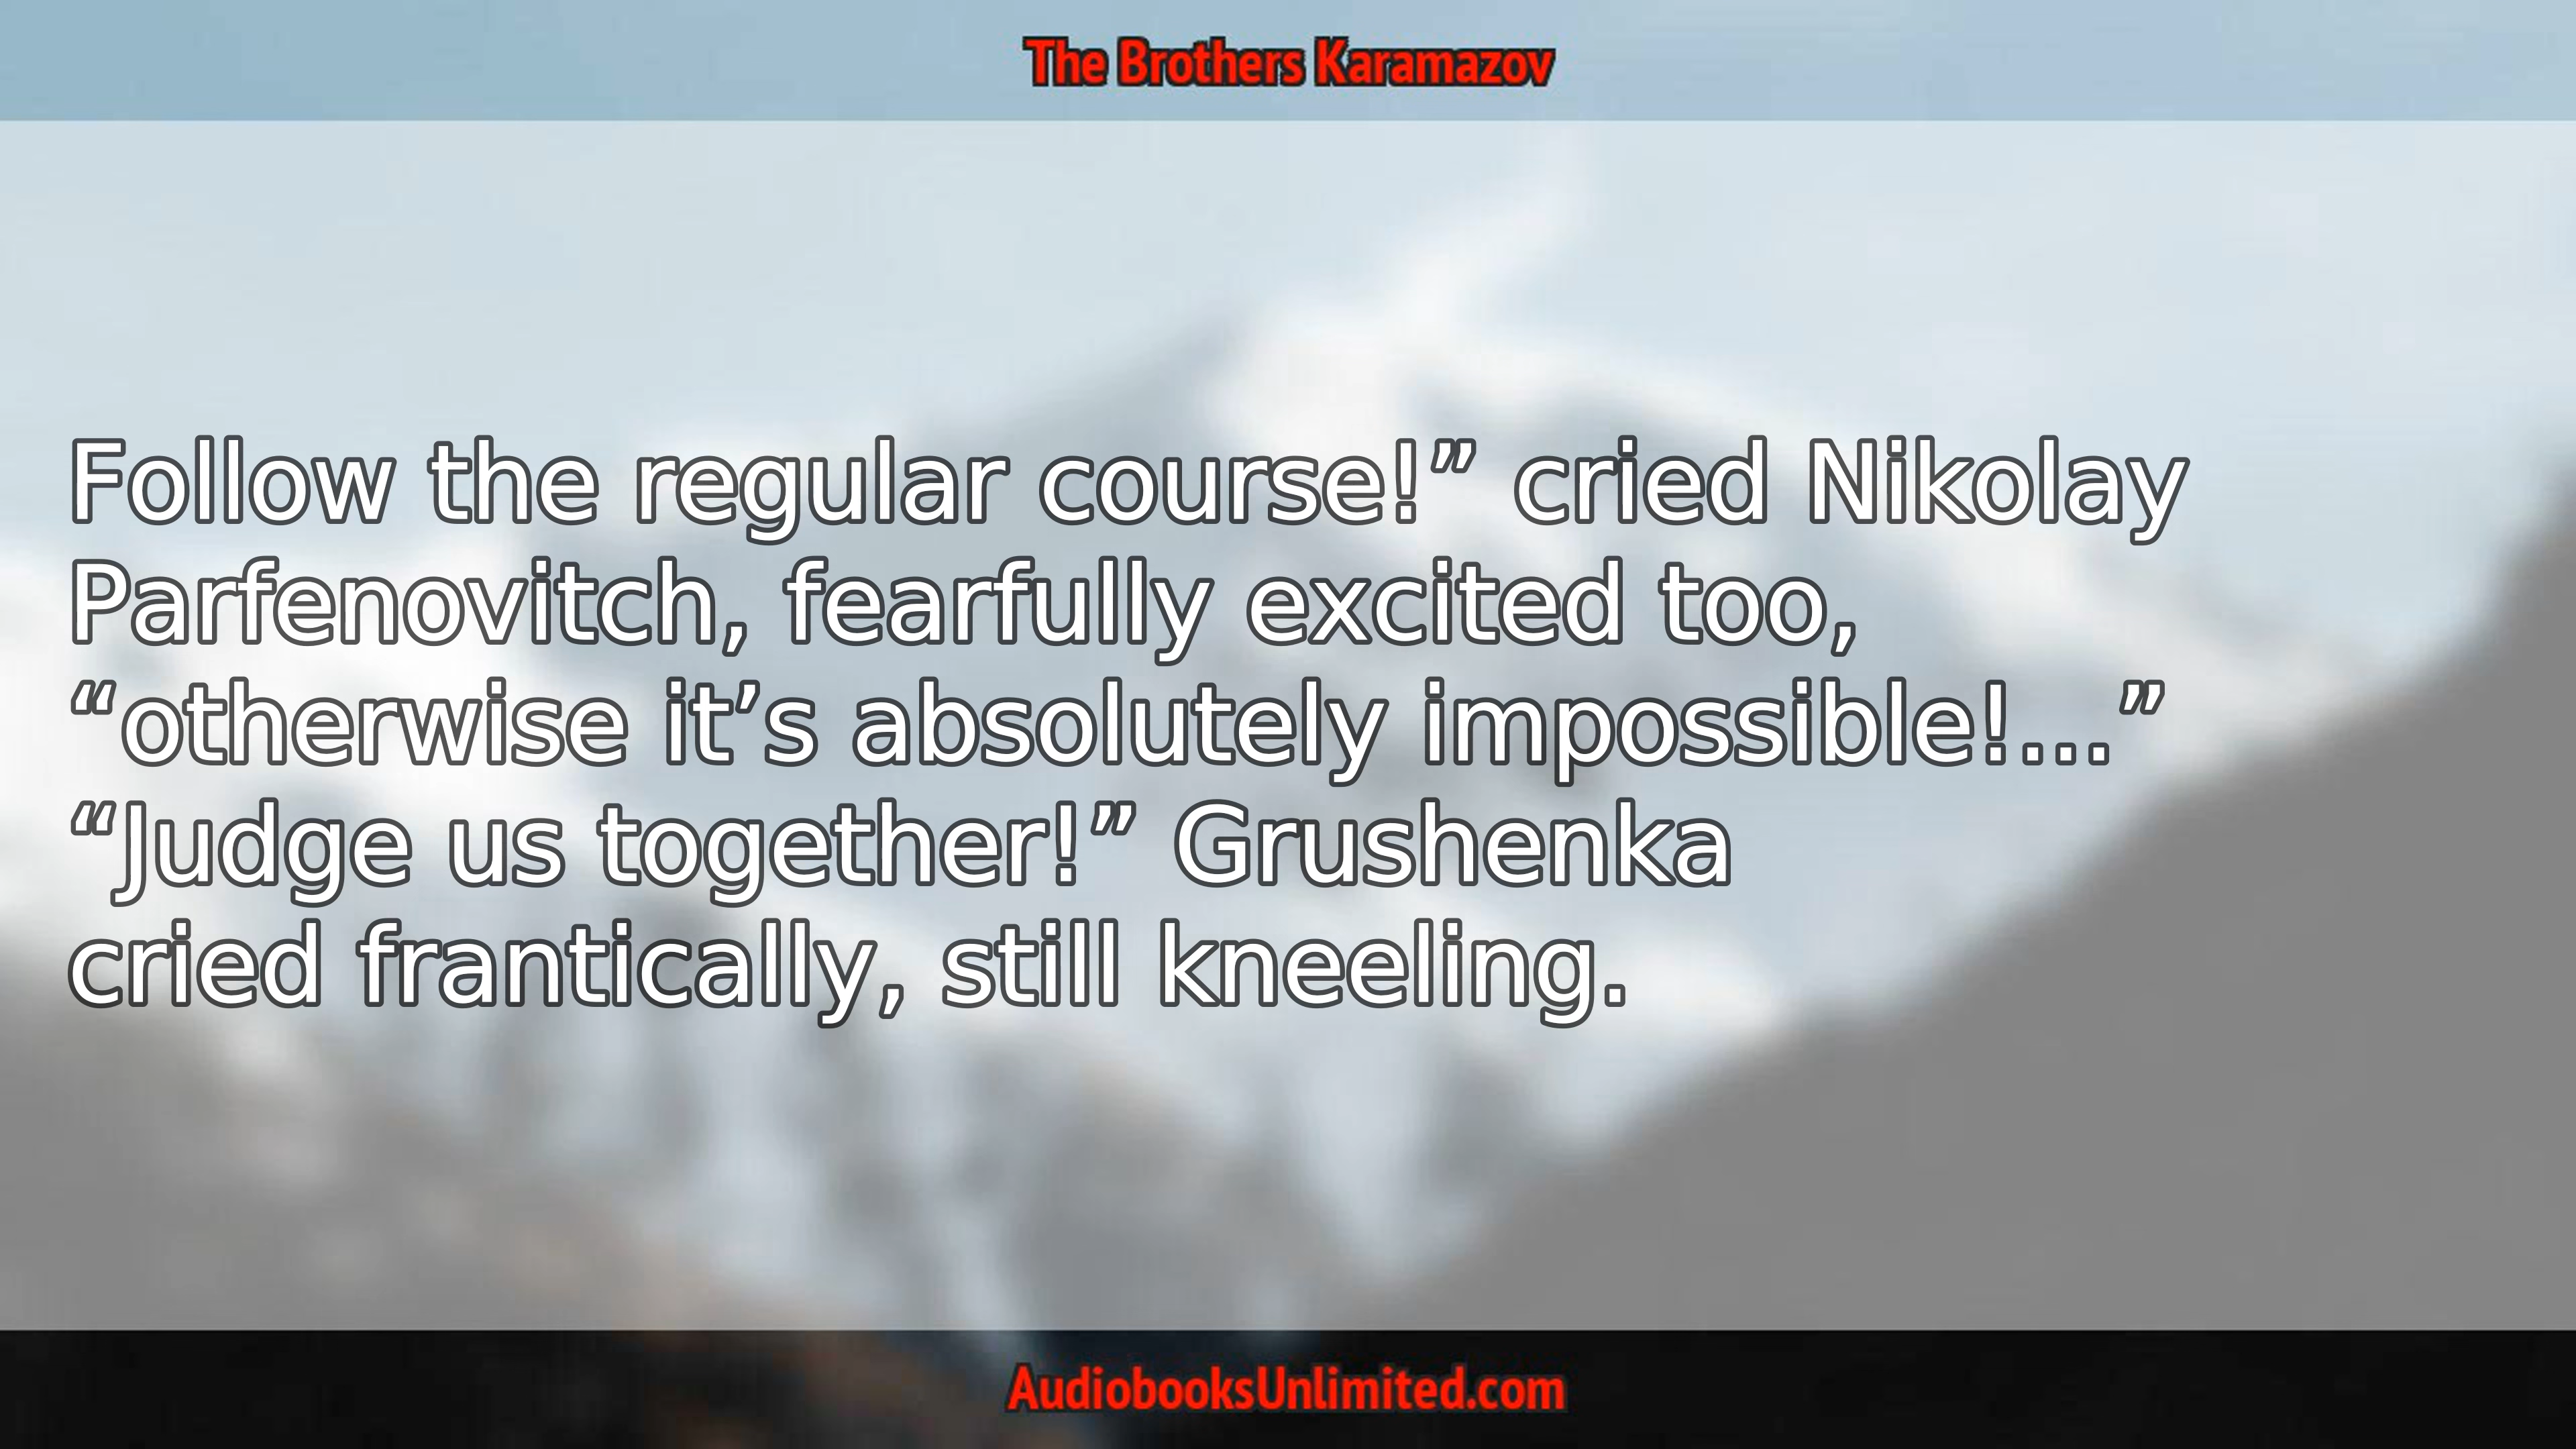 The Brothers Karamazov
Follow the regular course!” cried Nikolay
Parfenovitch, fearfully excited too,
“otherwise it’s absolutely impossible!...”
“Judge us together!” Grushenka
cried frantically, still kneeling.
AudiobooksUnlimited.com